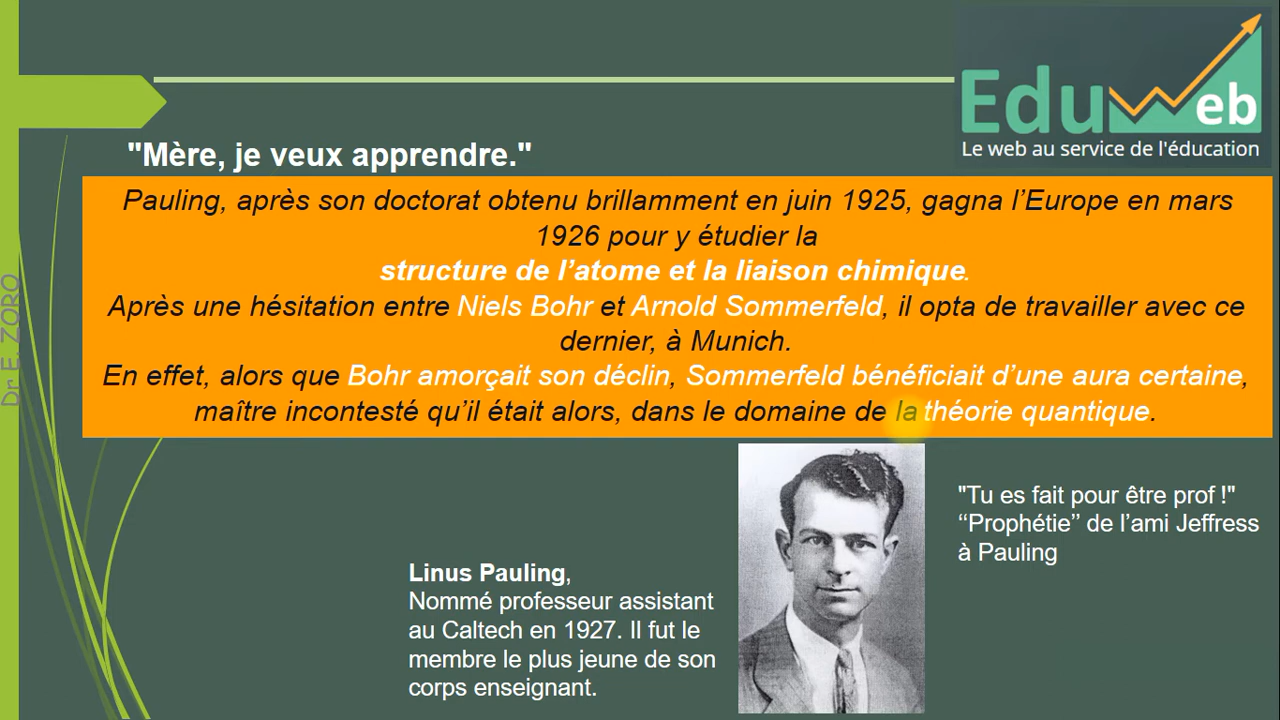 Eduweb
Le web au service de l'éducation
"Mère, je veux apprendre."
Pauling, après son doctorat obtenu brillamment en juin 1925, gagna l’Europe en mars
1926 pour y étudier la
structure de l’atome et la liaison chimique.
Après une hésitation entre Niels Bohr et Arnold Sommerfeld, il opta de travailler avec ce
dernier, à Munich.
En effet, alors que Bohr amorçait son déclin, Sommerfeld bénéficiait d’une aura certaine,
maître incontesté qu’il était alors, dans le domaine de la théorie quantique.
Dr E. ZORO
"Tu es fait pour être prof !"
“Prophétie” de l’ami Jeffress
à Pauling
Linus Pauling,
Nommé professeur assistant
au Caltech en 1927. Il fut le
membre le plus jeune de son
corps enseignant.